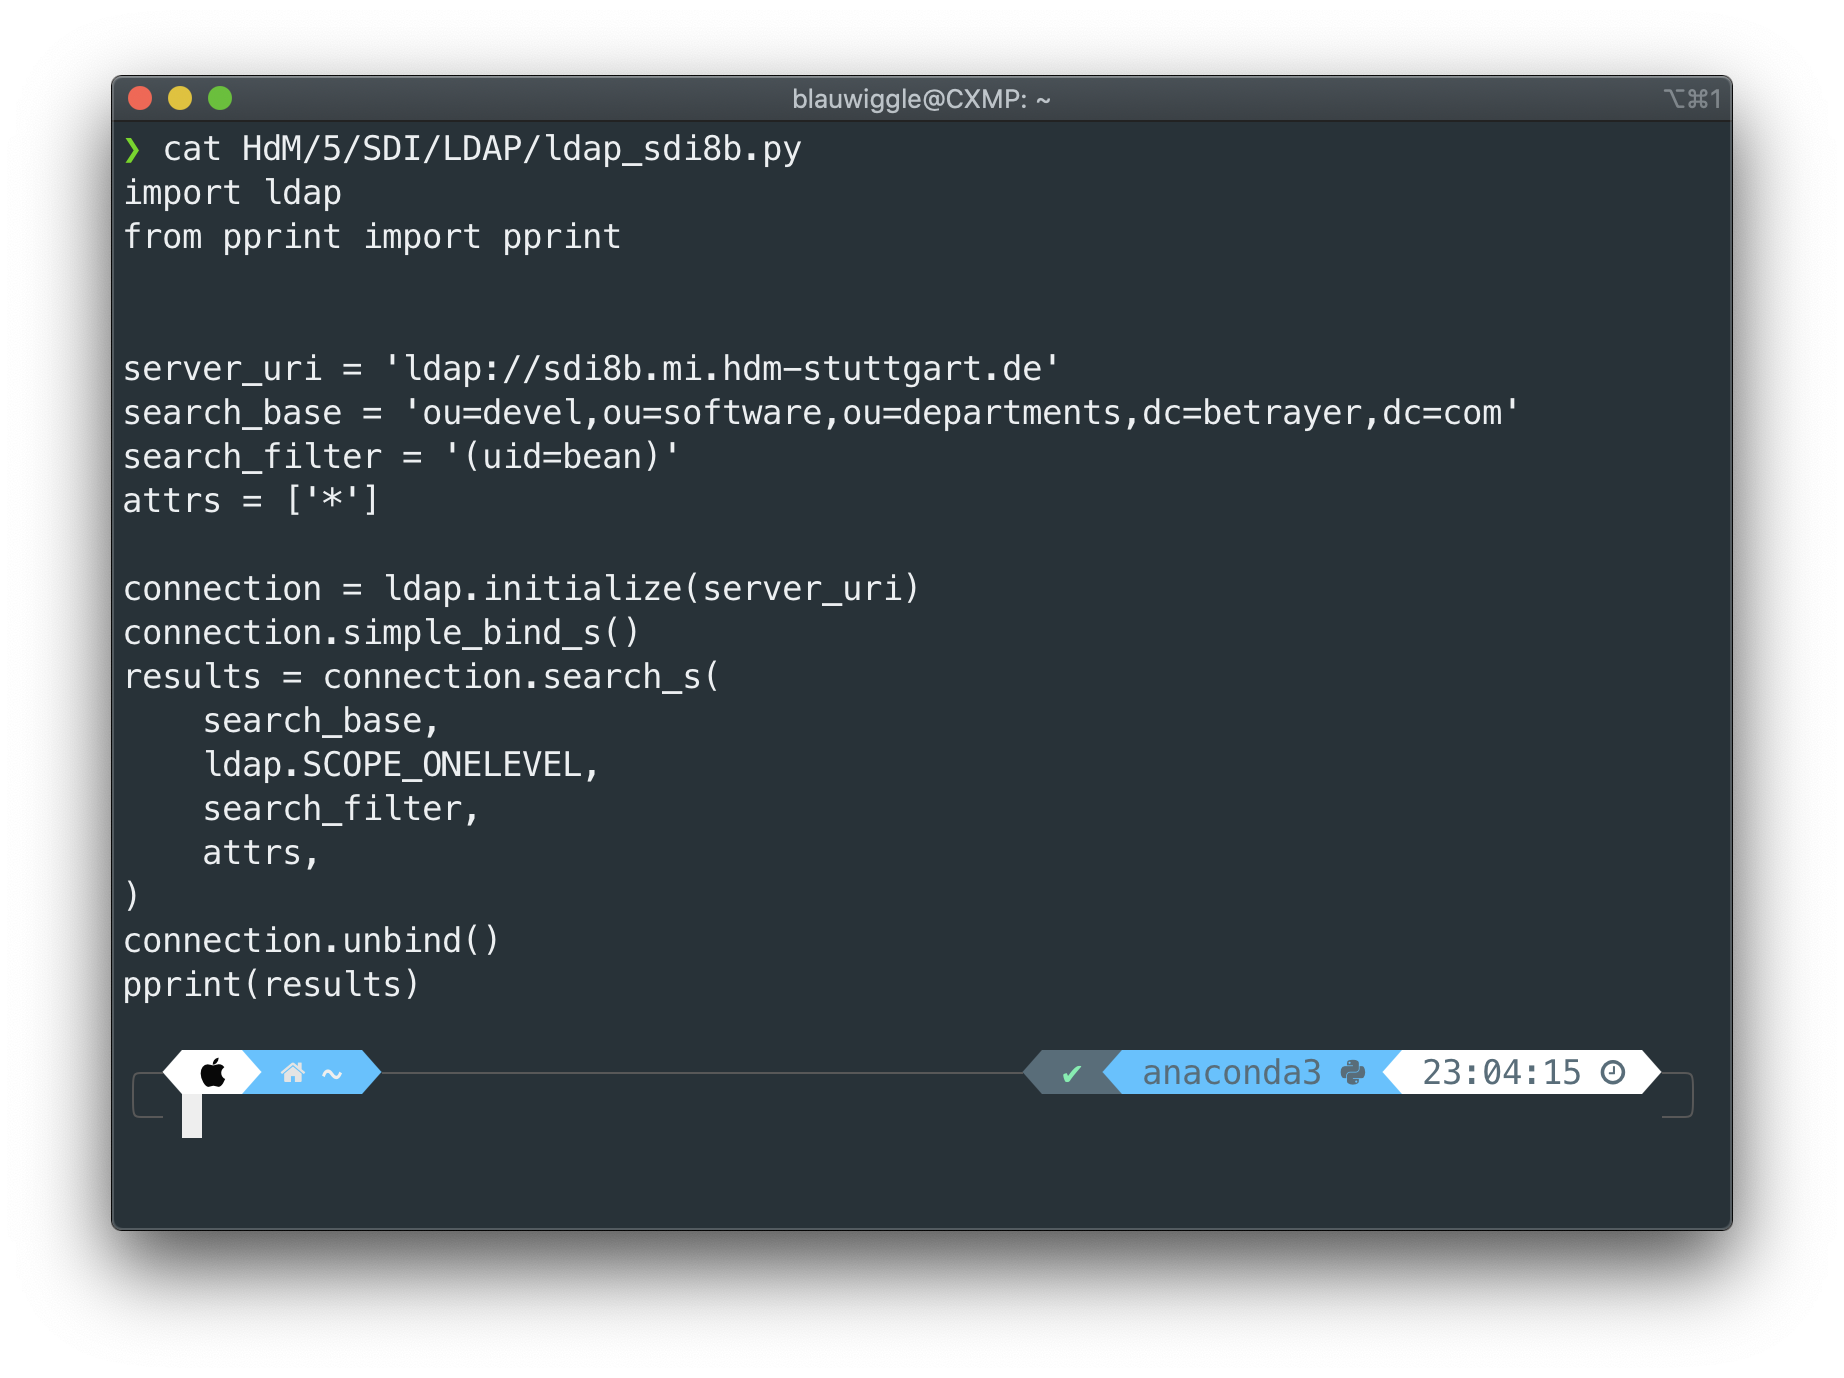 blauwiggle@CXMP: ~ ⌥⌘1
❯ cat HdM/5/SDI/LDAP/ldap_sdi8b.py
import ldap
from pprint import pprint
server_uri = 'ldap://sdi8b.mi.hdm-stuttgart.de'
search_base = 'ou=devel,ou=software,ou=departments,dc=betrayer,dc=com'
search_filter = '(uid=bean)'
attrs = ['*']
connection = ldap.initialize(server_uri)
connection.simple_bind_s()
results = connection.search_s(
    search_base,
    ldap.SCOPE_ONELEVEL,
    search_filter,
    attrs,
)
connection.unbind()
pprint(results)
~ ✔ anaconda3 23:04:15